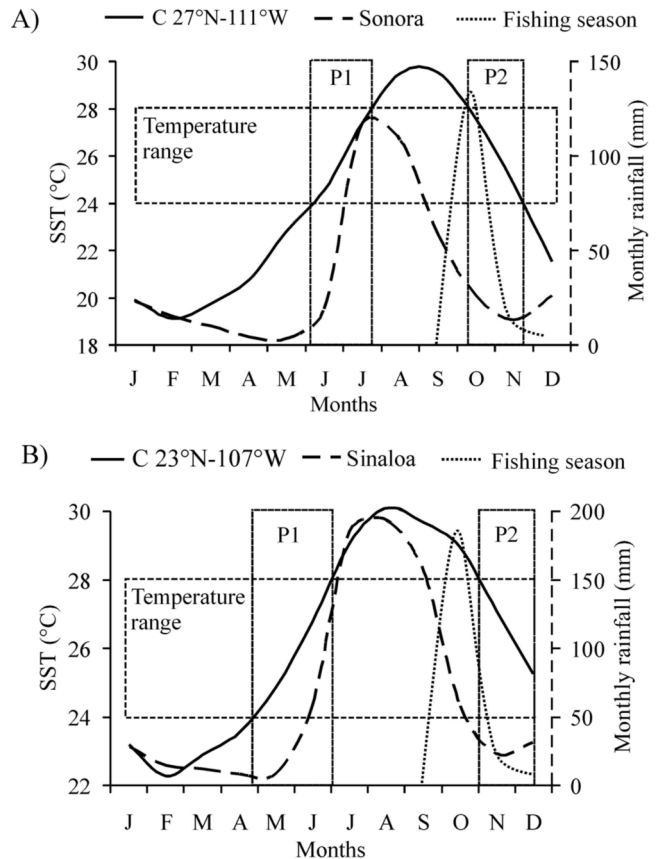 A)
C 27°N-111°W Sonora Fishing season
30 150
28
26
24
22
20
18
100
50
0
P1 P2
Temperature
range
SST (°C)
Monthly rainfall (mm)
J F M A M J J A S O N D
Months
B)
C 23°N-107°W Sinaloa Fishing season
30 200
28 150
26 100
24 50
22 0
P1 P2
Temperature
range
SST (°C)
Monthly rainfall (mm)
J F M A M J J A S O N D
Months